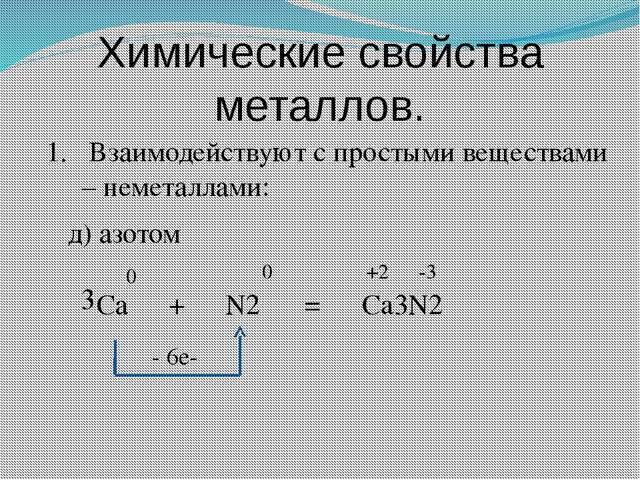 Химические свойства
металлов.
1. Взаимодействуют с простыми веществами
– неметаллами:
д) азотом
0 0 +2 -3
3Ca + N2 = Ca3N2
- 6e-